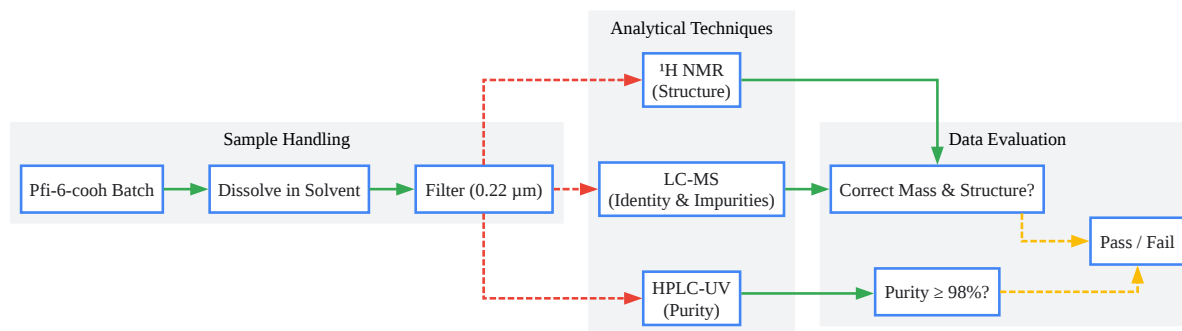 Analytical Techniques
¹H NMR
(Structure)
Sample Handling
Data Evaluation
Pfi-6-cooh Batch
Dissolve in Solvent
Filter (0.22 µm)
LC-MS
(Identity & Impurities)
Correct Mass & Structure?
Pass / Fail
HPLC-UV
(Purity)
Purity ≥ 98%?